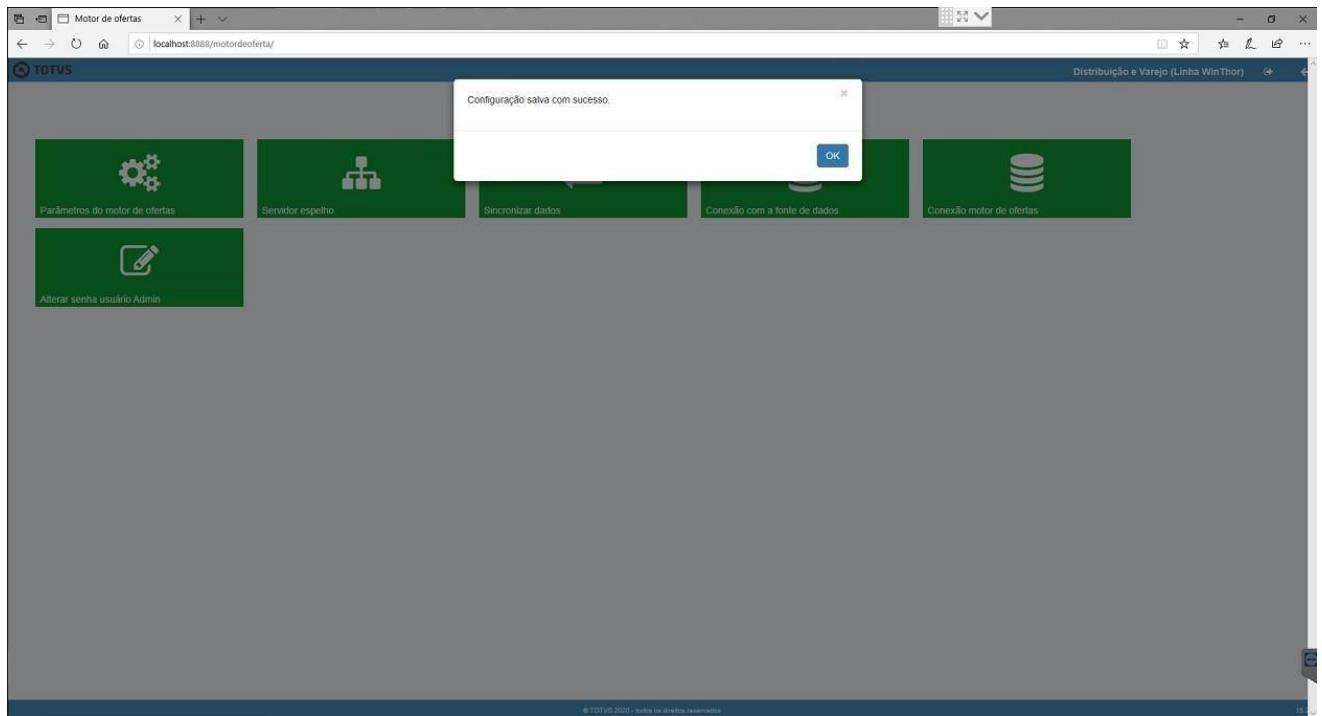 Motor de ofertas
localhost:8888/motordeoferta/
TOTVS
Distribuição e Varejo (Linha WinThor)
Configuração salva com sucesso.
OK
Parâmetros do motor de ofertas
Servidor espelho
Sincronizar dados
Conexão com a fonte de dados
Conexão motor de ofertas
Alterar senha usuário Admin
© TOTVS 2020 - todos os direitos reservados